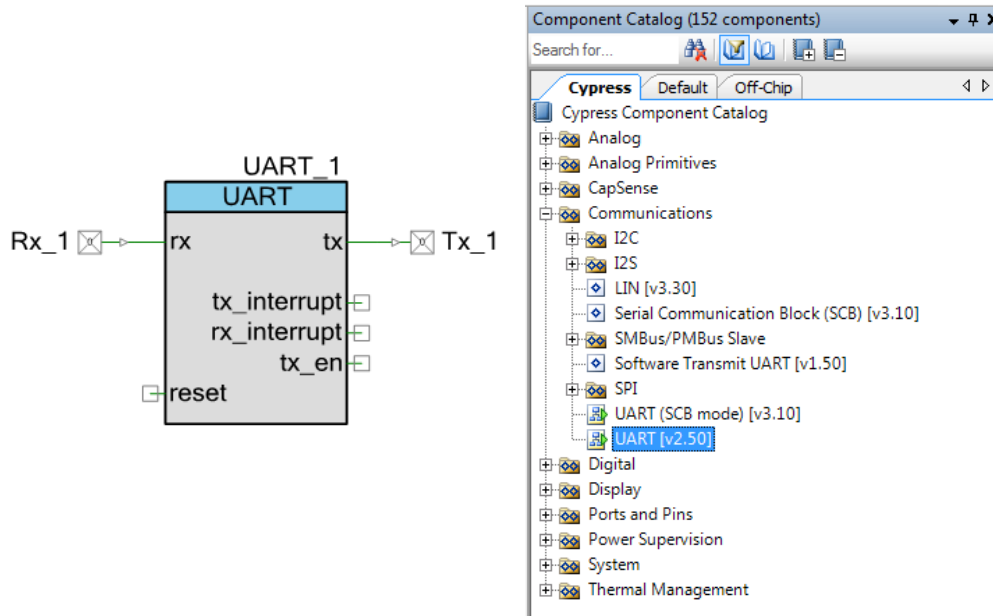 UART_1
UART
Rx_1
rx
tx
Tx_1
tx_interrupt
rx_interrupt
tx_en
reset
Component Catalog (152 components)
Search for...
Cypress Default Off-Chip
Cypress Component Catalog
Analog
Analog Primitives
CapSense
Communications
I2C
I2S
LIN [v3.30]
Serial Communication Block (SCB) [v3.10]
SMBus/PMBus Slave
Software Transmit UART [v1.50]
SPI
UART (SCB mode) [v3.10]
UART [v2.50]
Digital
Display
Ports and Pins
Power Supervision
System
Thermal Management